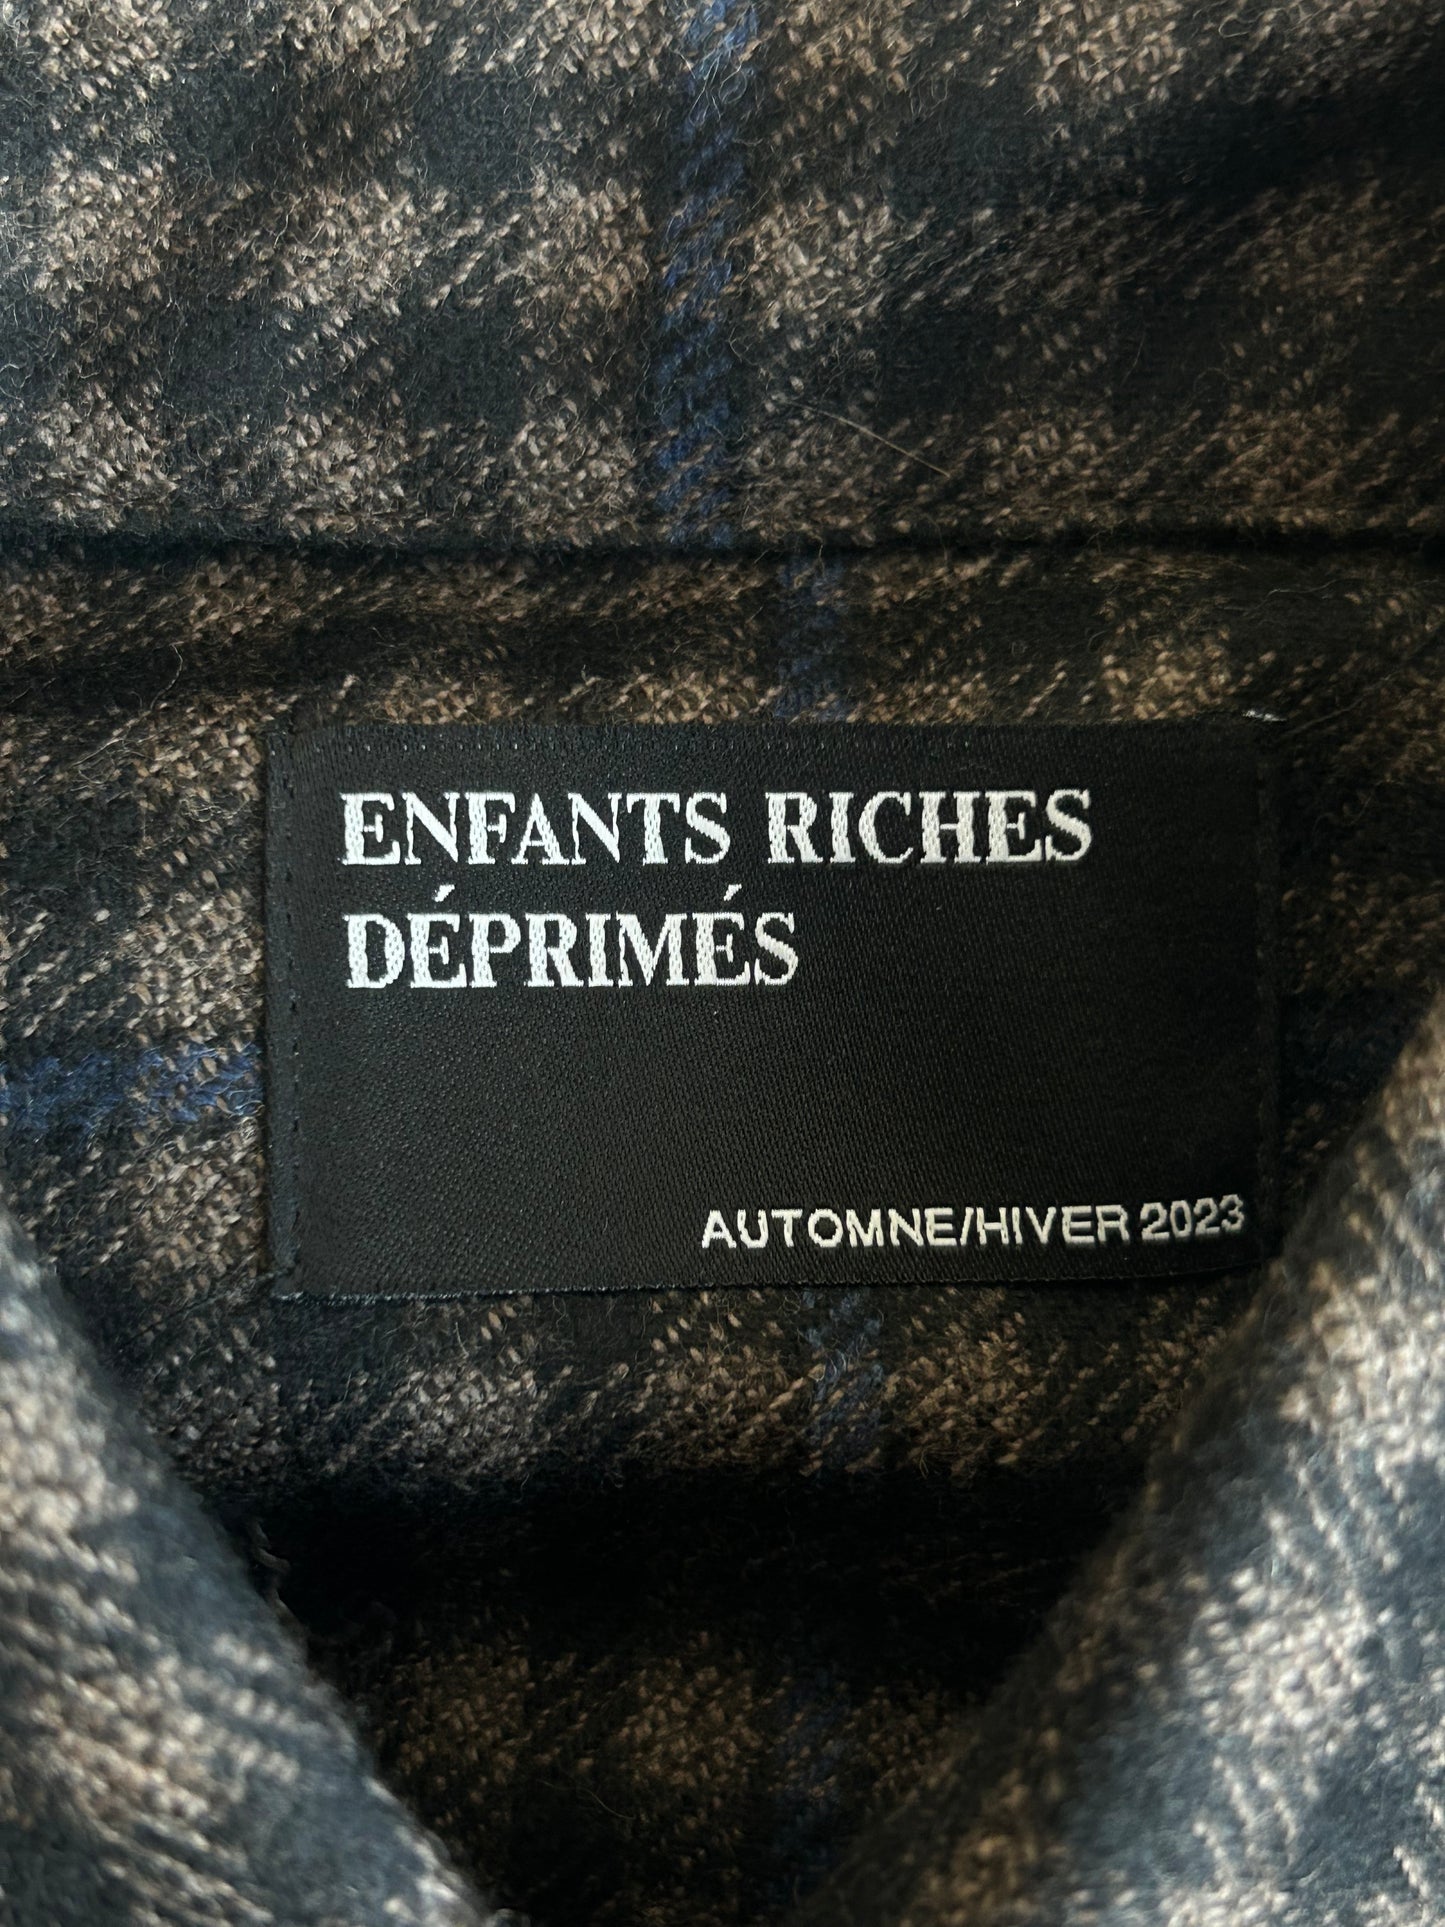 ENFANTS RICHES
DÉPRIMÉS
AUTOMNE/HIVER 2023